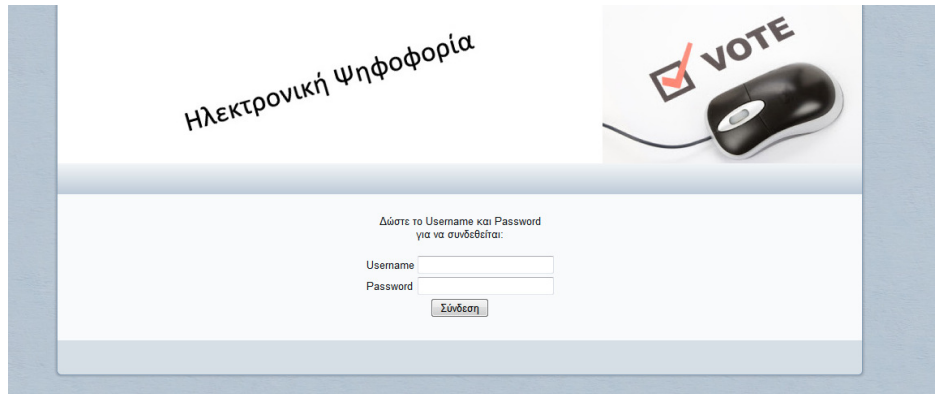 Ηλεκτρονική Ψηφοφορία
VOTE
Δώστε το Username και Password
για να συνδεθείται:
Username
Password
Σύνδεση